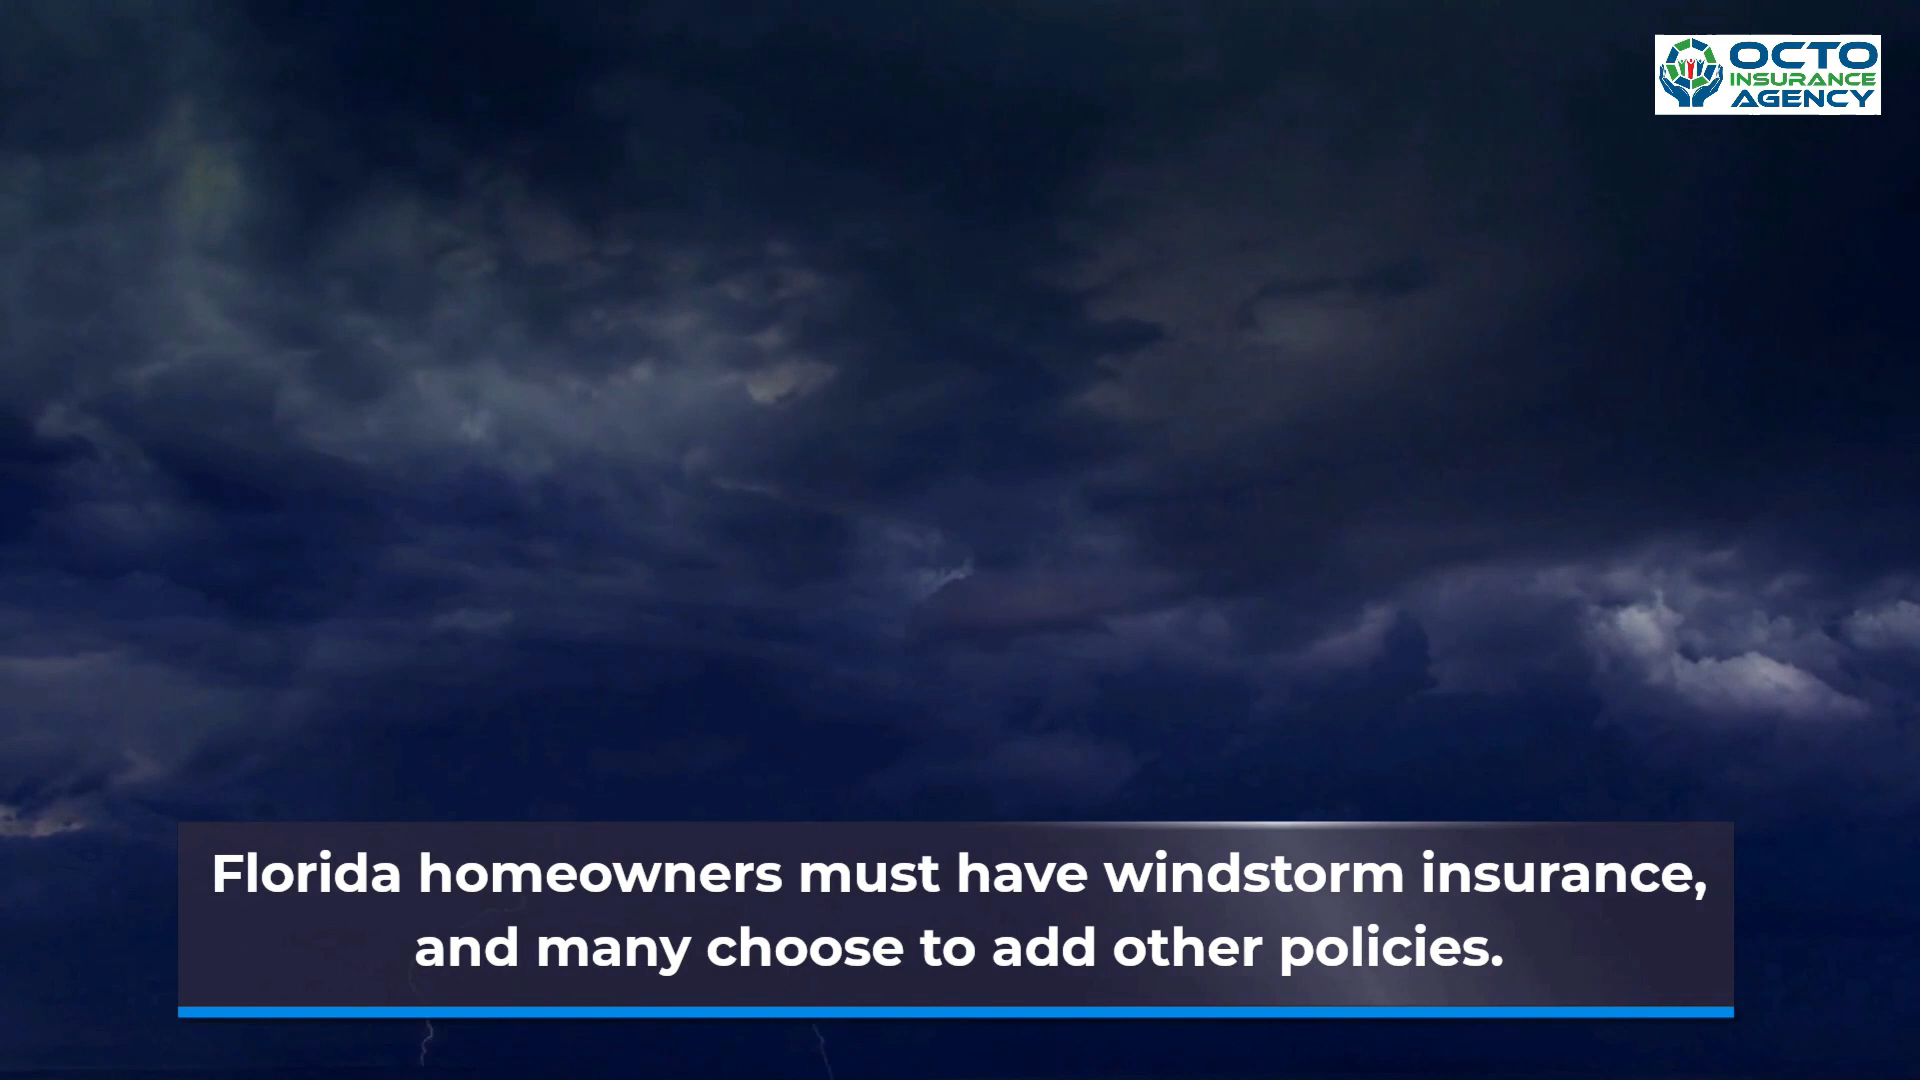 OCTO
INSURANCE
AGENCY
Florida homeowners must have windstorm insurance,
and many choose to add other policies.